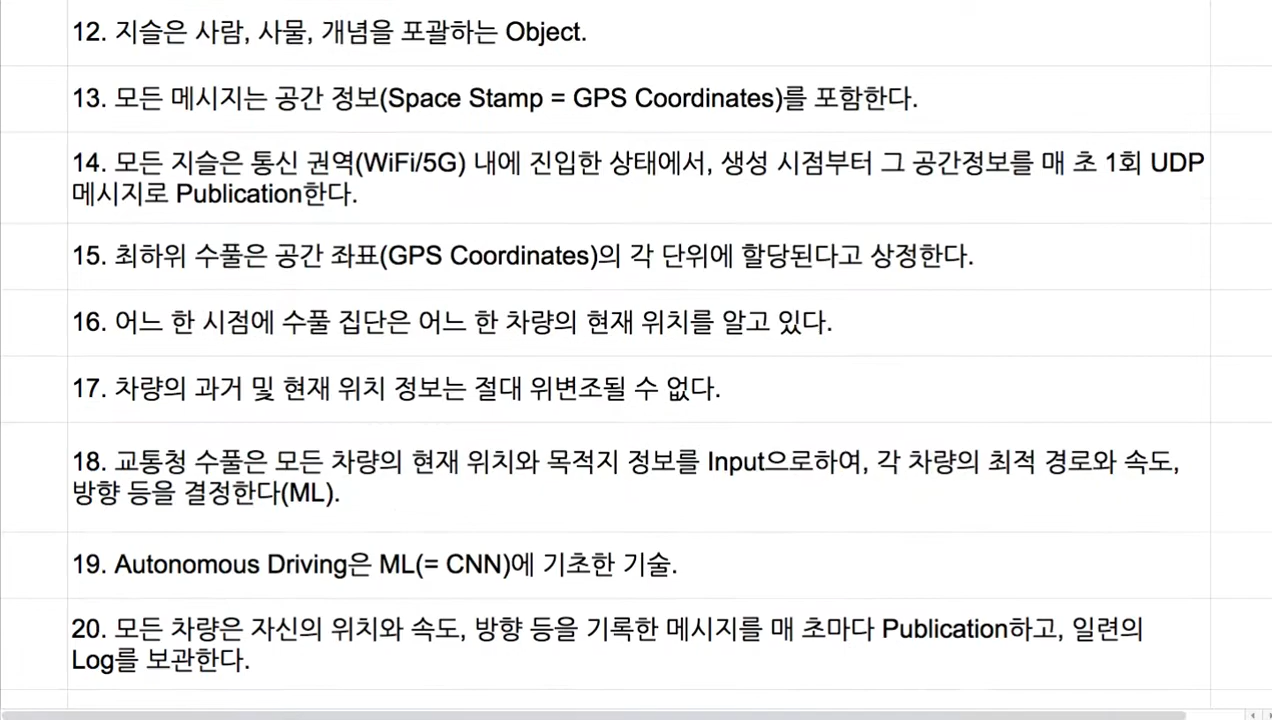 12. 지슬은 사람, 사물, 개념을 포괄하는 Object.
13. 모든 메시지는 공간 정보(Space Stamp = GPS Coordinates)를 포함한다.
14. 모든 지슬은 통신 권역(WiFi/5G) 내에 진입한 상태에서, 생성 시점부터 그 공간정보를 매 초 1회 UDP
메시지로 Publication한다.
15. 최하위 수풀은 공간 좌표(GPS Coordinates)의 각 단위에 할당된다고 상정한다.
16. 어느 한 시점에 수풀 집단은 어느 한 차량의 현재 위치를 알고 있다.
17. 차량의 과거 및 현재 위치 정보는 절대 위변조될 수 없다.
18. 교통청 수풀은 모든 차량의 현재 위치와 목적지 정보를 Input으로하여, 각 차량의 최적 경로와 속도,
방향 등을 결정한다(ML).
19. Autonomous Driving은 ML(= CNN)에 기초한 기술.
20. 모든 차량은 자신의 위치와 속도, 방향 등을 기록한 메시지를 매 초마다 Publication하고, 일련의
Log를 보관한다.